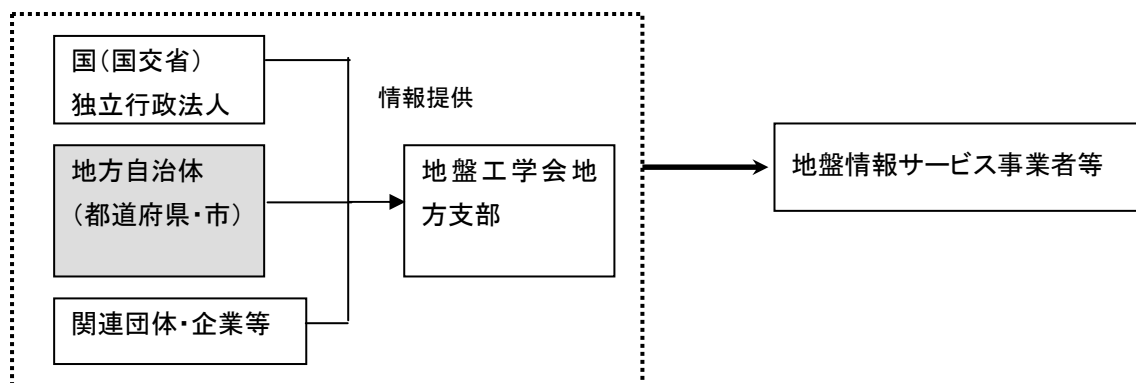 国（国交省）
独立行政法人
情報提供
地方自治体
（都道府県・市）
地盤工学会地
方支部
関連団体・企業等
地盤情報サービス事業者等